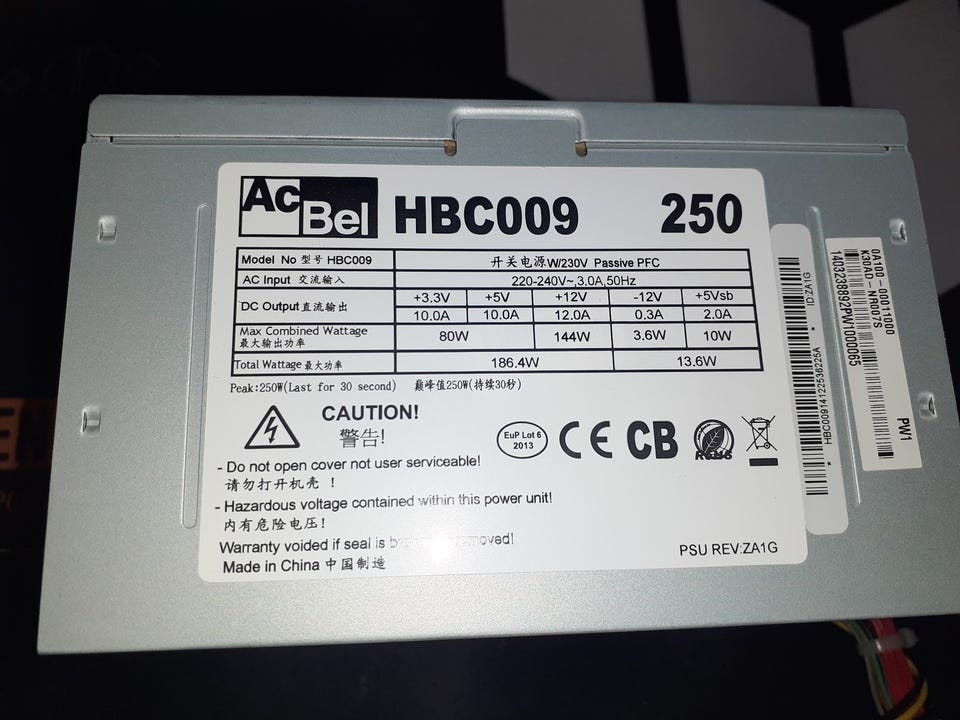 AcBel HBC009 250
Model No 型号 HBC009 开关电源W/230V Passive PFC
AC Input 交流输入 220-240V~,3.0A,50Hz
DC Output 直流输出 +3.3V +5V +12V -12V +5Vsb
10.0A 10.0A 12.0A 0.3A 2.0A
Max Combined Wattage 80W 144W 3.6W 10W
最大输出功率
Total Wattage 最大功率 186.4W 13.6W
Peak:250W(Last for 30 second) 巅峰值250W(持续30秒)
CAUTION!
警告!
EuP Lot 6
2013
CE CB
RoHS
- Do not open cover not user serviceable!
请勿打开机壳 !
- Hazardous voltage contained within this power unit!
内有危险电压!
Warranty voided if seal is removed!
Made in China 中国制造
PSU REV:ZA1G
ID:ZA1G
* HBC00914122536225A *
0A100-00011000
K30AD-NR007S
1403238892PW10000065
PW1